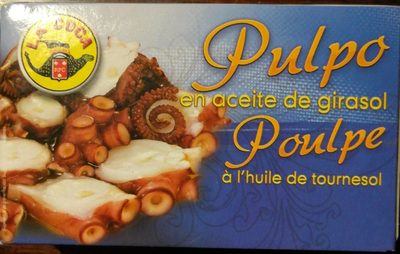 LA CUCA
Pulpo
en aceite de girasol
Poulpe
à l'huile de tournesol